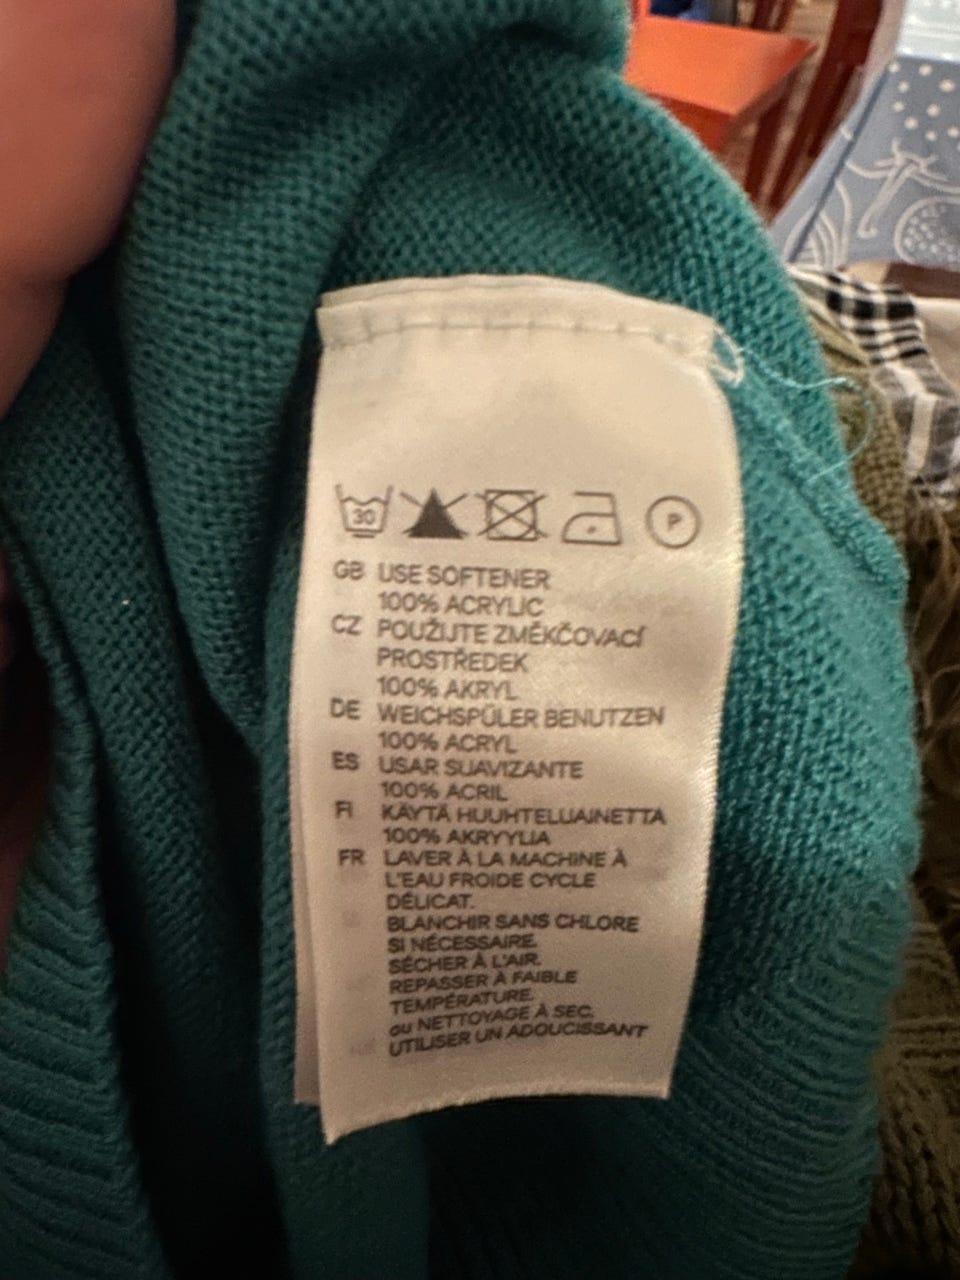 30 P
GB USE SOFTENER
100% ACRYLIC
CZ POUŽIJTE ZMĚKČOVACÍ
PROSTŘEDEK
100% AKRYL
DE WEICHSPÜLER BENUTZEN
100% ACRYL
ES USAR SUAVIZANTE
100% ACRIL
FI KÄYTÄ HUUHTELUAINETTA
100% AKRYYLIA
FR LAVER À LA MACHINE À
L'EAU FROIDE CYCLE
DÉLICAT.
BLANCHIR SANS CHLORE
SI NÉCESSAIRE.
SÉCHER À L'AIR.
REPASSER À FAIBLE
TEMPÉRATURE.
ou NETTOYAGE À SEC.
UTILISER UN ADOUCISSANT